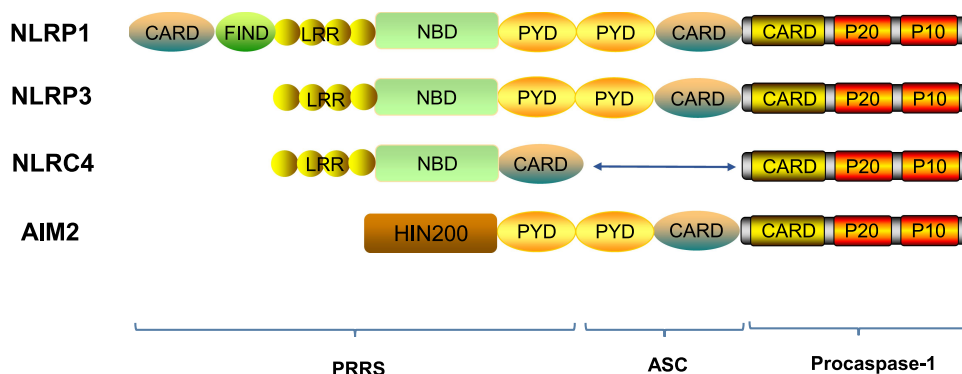 NLRP1 CARD FIND LRR NBD PYD PYD CARD CARD P20 P10
NLRP3 LRR NBD PYD PYD CARD CARD P20 P10
NLRC4 LRR NBD CARD CARD P20 P10
AIM2 HIN200 PYD PYD CARD CARD P20 P10
PRRS ASC Procaspase-1